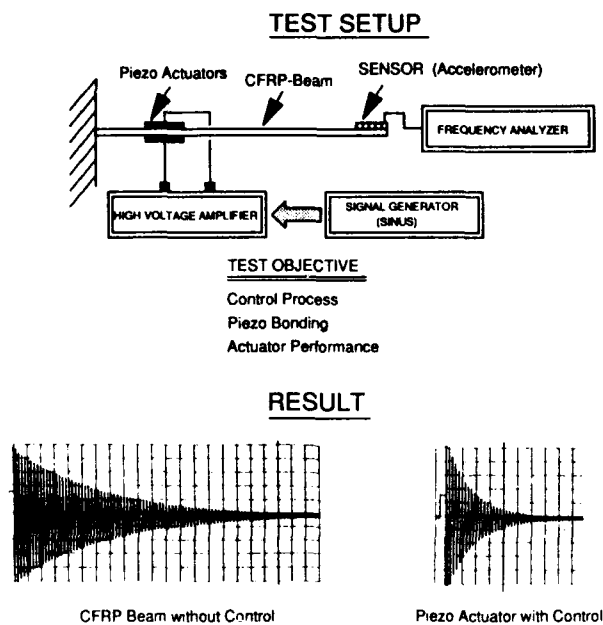 TEST SETUP
Piezo Actuators
CFRP-Beam
SENSOR (Accelerometer)
FREQUENCY ANALYZER
HIGH VOLTAGE AMPLIFIER
SIGNAL GENERATOR
(SINUS)
TEST OBJECTIVE
Control Process
Piezo Bonding
Actuator Performance
RESULT
CFRP Beam without Control
Piezo Actuator with Control